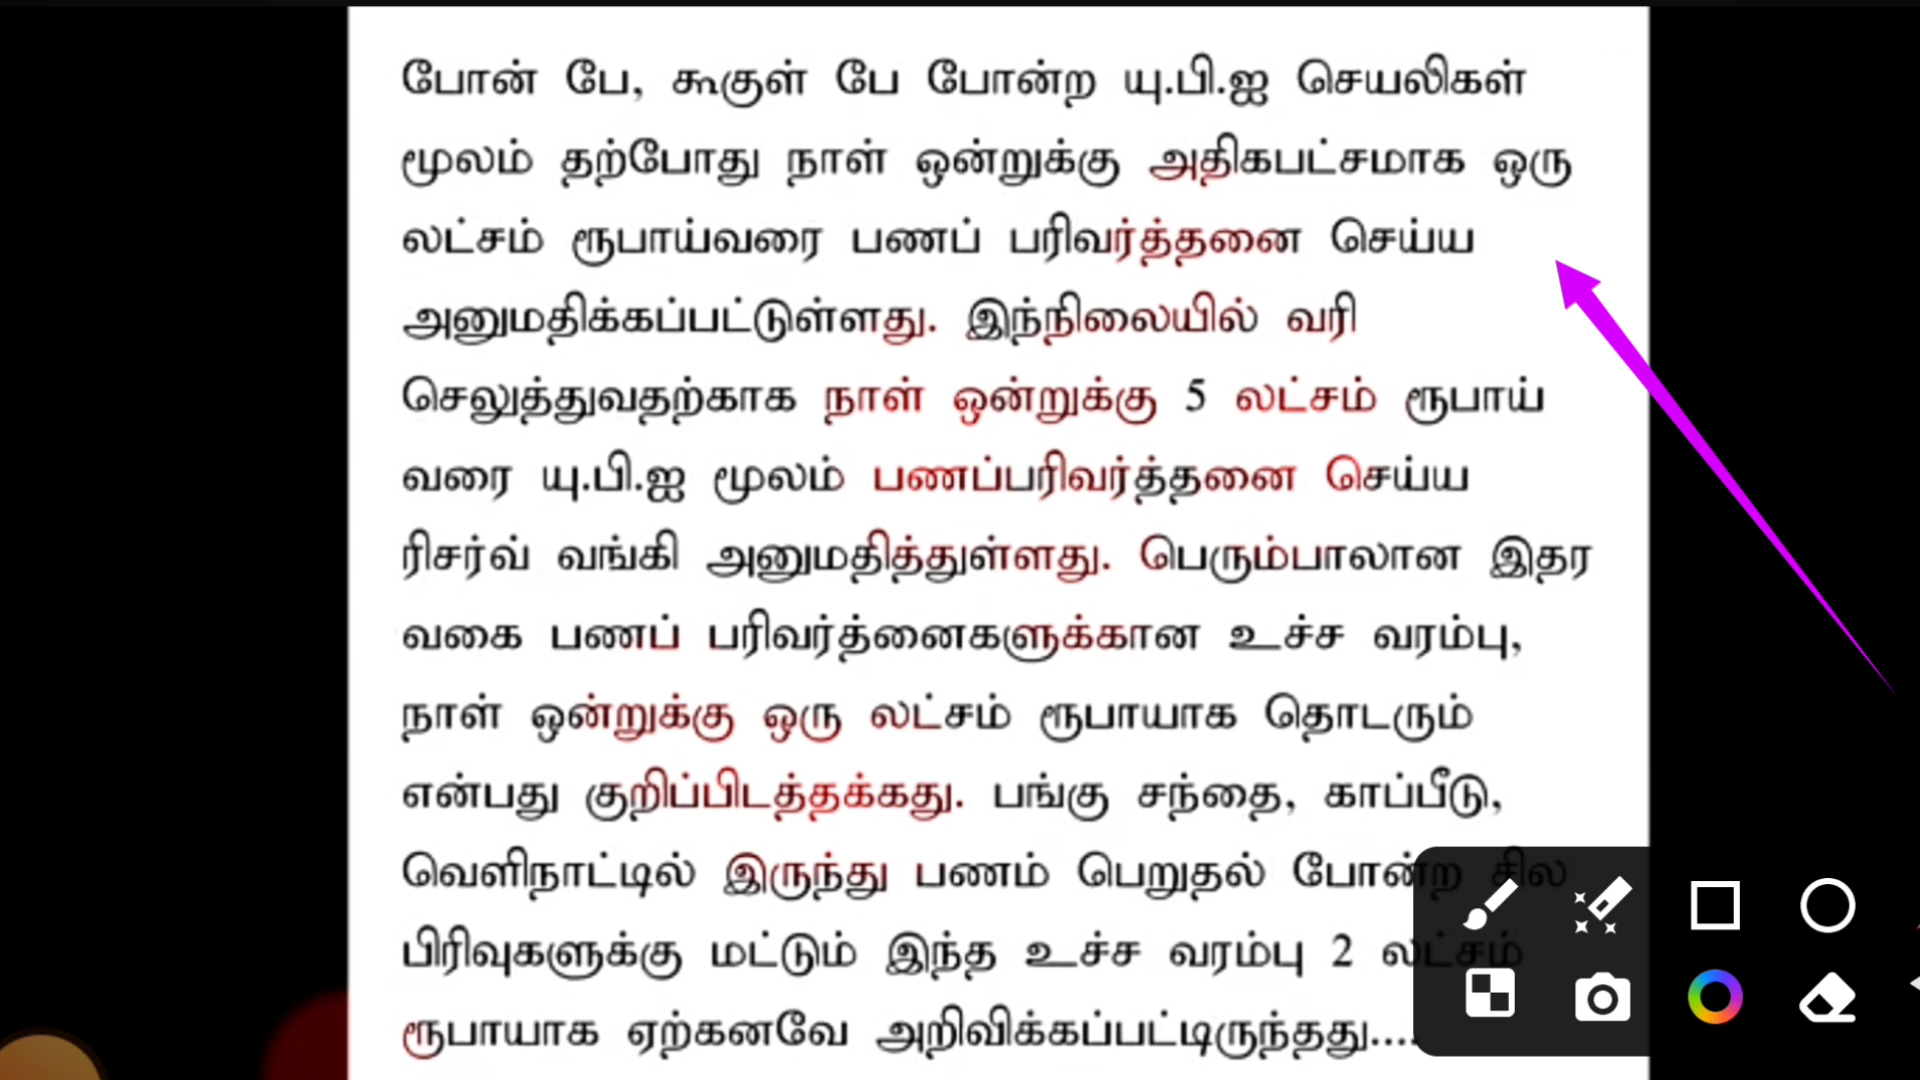 போன் பே, கூகுள் பே போன்ற யு.பி.ஐ செயலிகள்
மூலம் தற்போது நாள் ஒன்றுக்கு அதிகபட்சமாக ஒரு
லட்சம் ரூபாய்வரை பணப் பரிவர்த்தனை செய்ய
அனுமதிக்கப்பட்டுள்ளது. இந்நிலையில் வரி
செலுத்துவதற்காக நாள் ஒன்றுக்கு 5 லட்சம் ரூபாய்
வரை யு.பி.ஐ மூலம் பணப்பரிவர்த்தனை செய்ய
ரிசர்வ் வங்கி அனுமதித்துள்ளது. பெரும்பாலான இதர
வகை பணப் பரிவர்த்னைகளுக்கான உச்ச வரம்பு,
நாள் ஒன்றுக்கு ஒரு லட்சம் ரூபாயாக தொடரும்
என்பது குறிப்பிடத்தக்கது. பங்கு சந்தை, காப்பீடு,
வெளிநாட்டில் இருந்து பணம் பெறுதல் போன்ற சில
பிரிவுகளுக்கு மட்டும் இந்த உச்ச வரம்பு 2 லட்சம்
ரூபாயாக ஏற்கனவே அறிவிக்கப்பட்டிருந்தது....